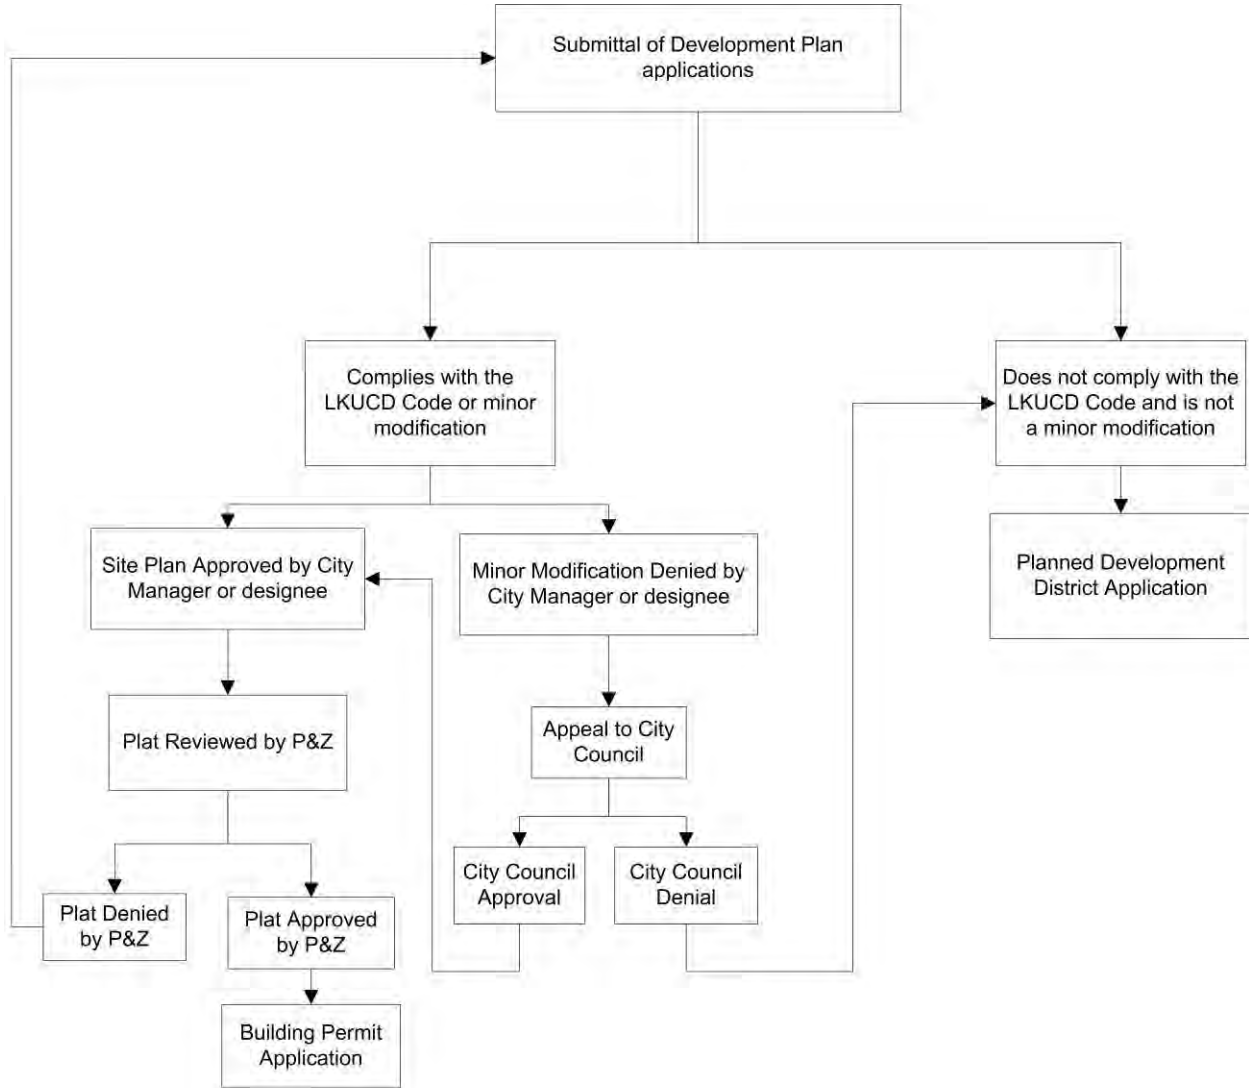 Submittal of Development Plan
applications
Complies with the
LKUCD Code or minor
modification
Does not comply with the
LKUCD Code and is not
a minor modification
Site Plan Approved by City
Manager or designee
Minor Modification Denied by
City Manager or designee
Planned Development
District Application
Plat Reviewed by P&Z
Appeal to City
Council
City Council
Approval
City Council
Denial
Plat Denied
by P&Z
Plat Approved
by P&Z
Building Permit
Application